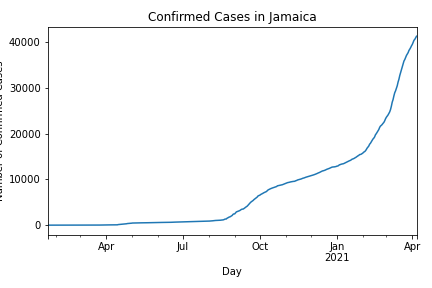 Confirmed Cases in Jamaica
40000
30000
20000
10000
0
Number of Confirmed Cases
Apr Jul Oct Jan Apr
2021
Day